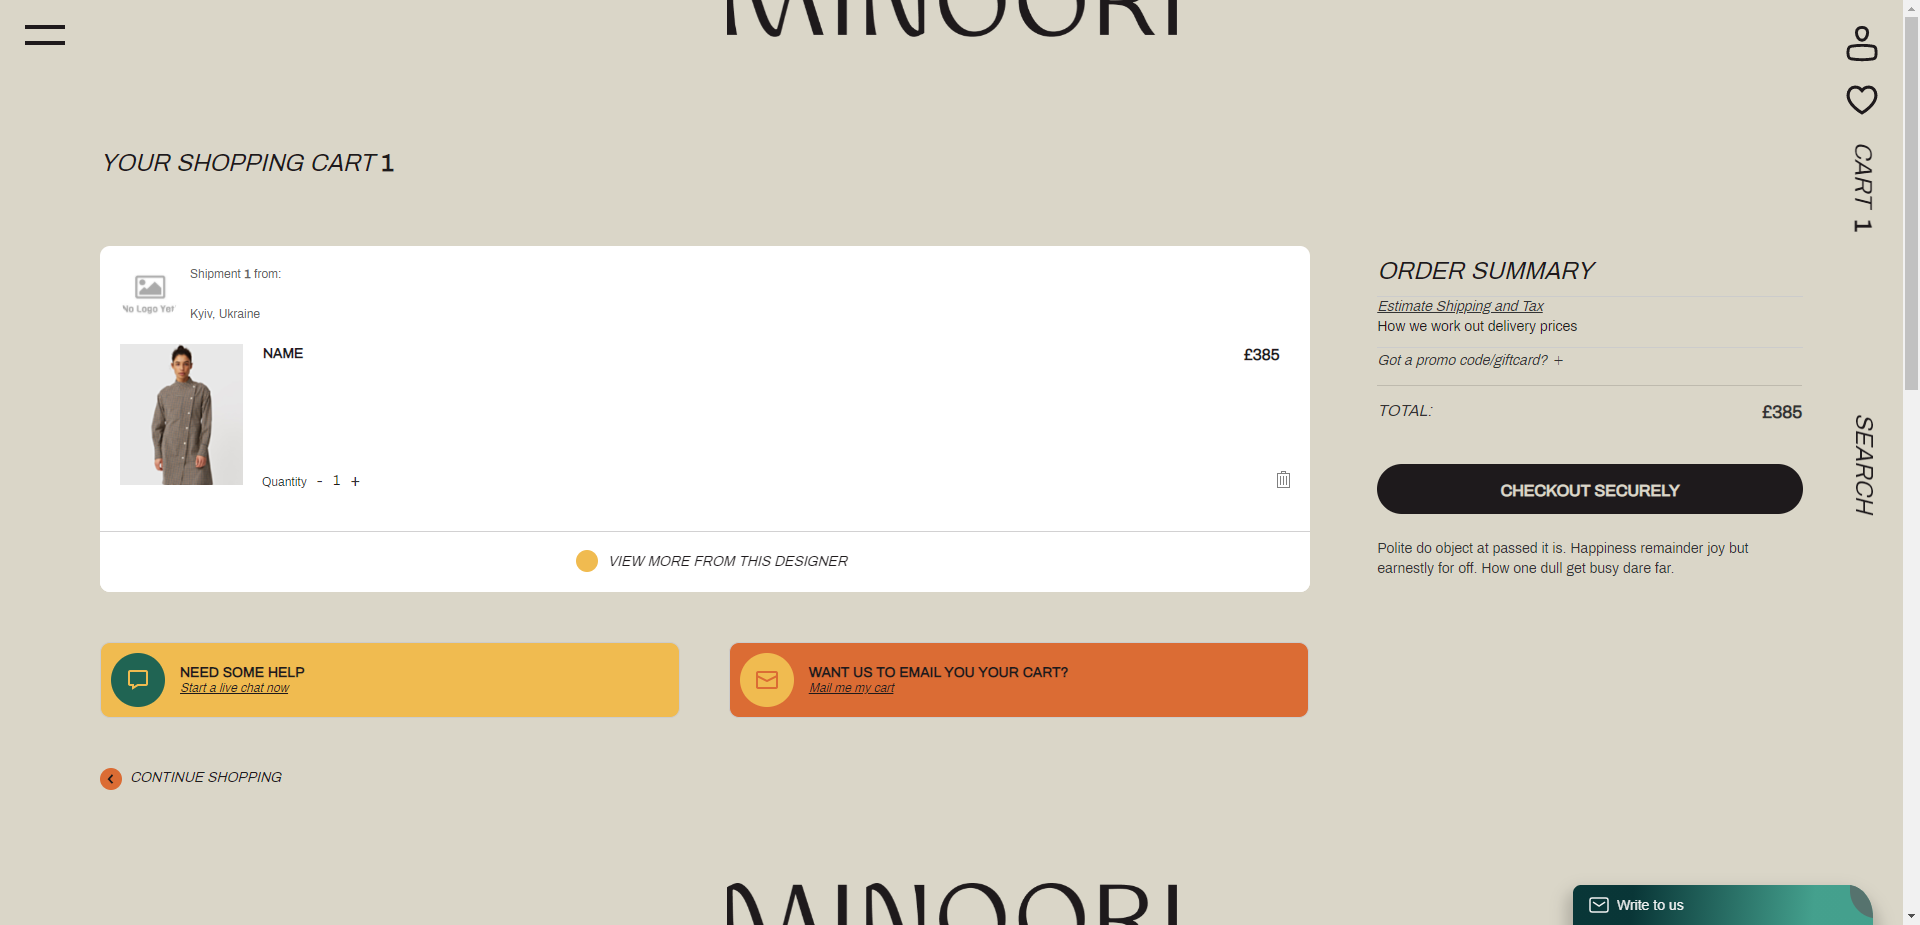 MINOORI
YOUR SHOPPING CART 1
CART 1
SEARCH
Shipment 1 from:
No Logo Yet
Kyiv, Ukraine
NAME
£385
Quantity - 1 +
VIEW MORE FROM THIS DESIGNER
ORDER SUMMARY
Estimate Shipping and Tax
How we work out delivery prices
Got a promo code/giftcard? +
TOTAL: £385
CHECKOUT SECURELY
Polite do object at passed it is. Happiness remainder joy but
earnestly for off. How one dull get busy dare far.
NEED SOME HELP
Start a live chat now
WANT US TO EMAIL YOU YOUR CART?
Mail me my cart
CONTINUE SHOPPING
MINOORI
Write to us